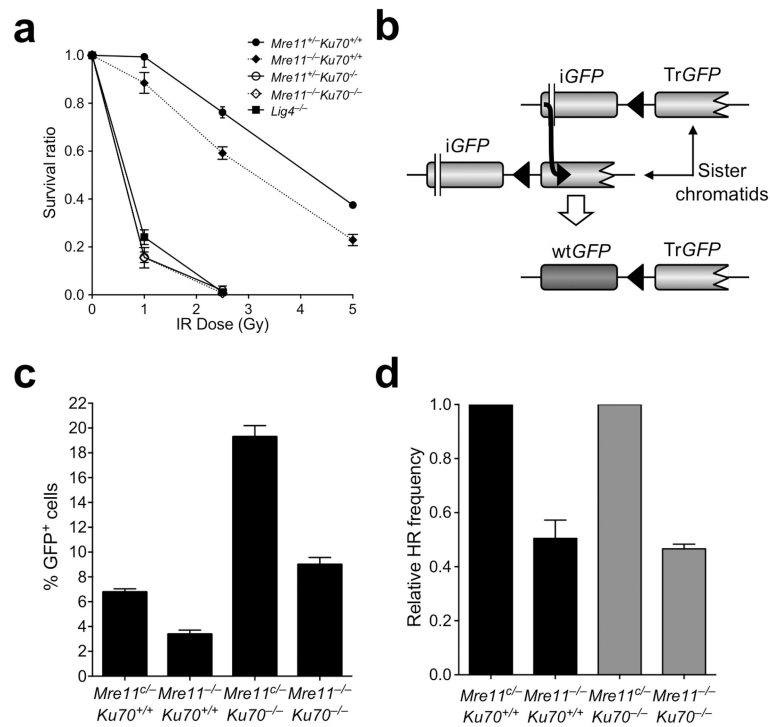 a
Mre11+/–Ku70+/+
Mre11–/–Ku70+/+
Mre11+/–Ku70-/-
Mre11–/–Ku70–/–
Lig4–/–
1.0
0.8
0.6
0.4
0.2
0.0
Survival ratio
0 1 2 3 4 5
IR Dose (Gy)
b
iGFP TrGFP
iGFP
Sister
chromatids
wtGFP TrGFP
c
22
20
18
16
14
12
10
8
6
4
2
0
% GFP+ cells
Mre11c/– Mre11–/– Mre11c/– Mre11–/–
Ku70+/+ Ku70+/+ Ku70–/– Ku70–/–
d
1.0
0.8
0.6
0.4
0.2
0.0
Relative HR frequency
Mre11c/– Mre11–/– Mre11c/– Mre11–/–
Ku70+/+ Ku70+/+ Ku70–/– Ku70–/–